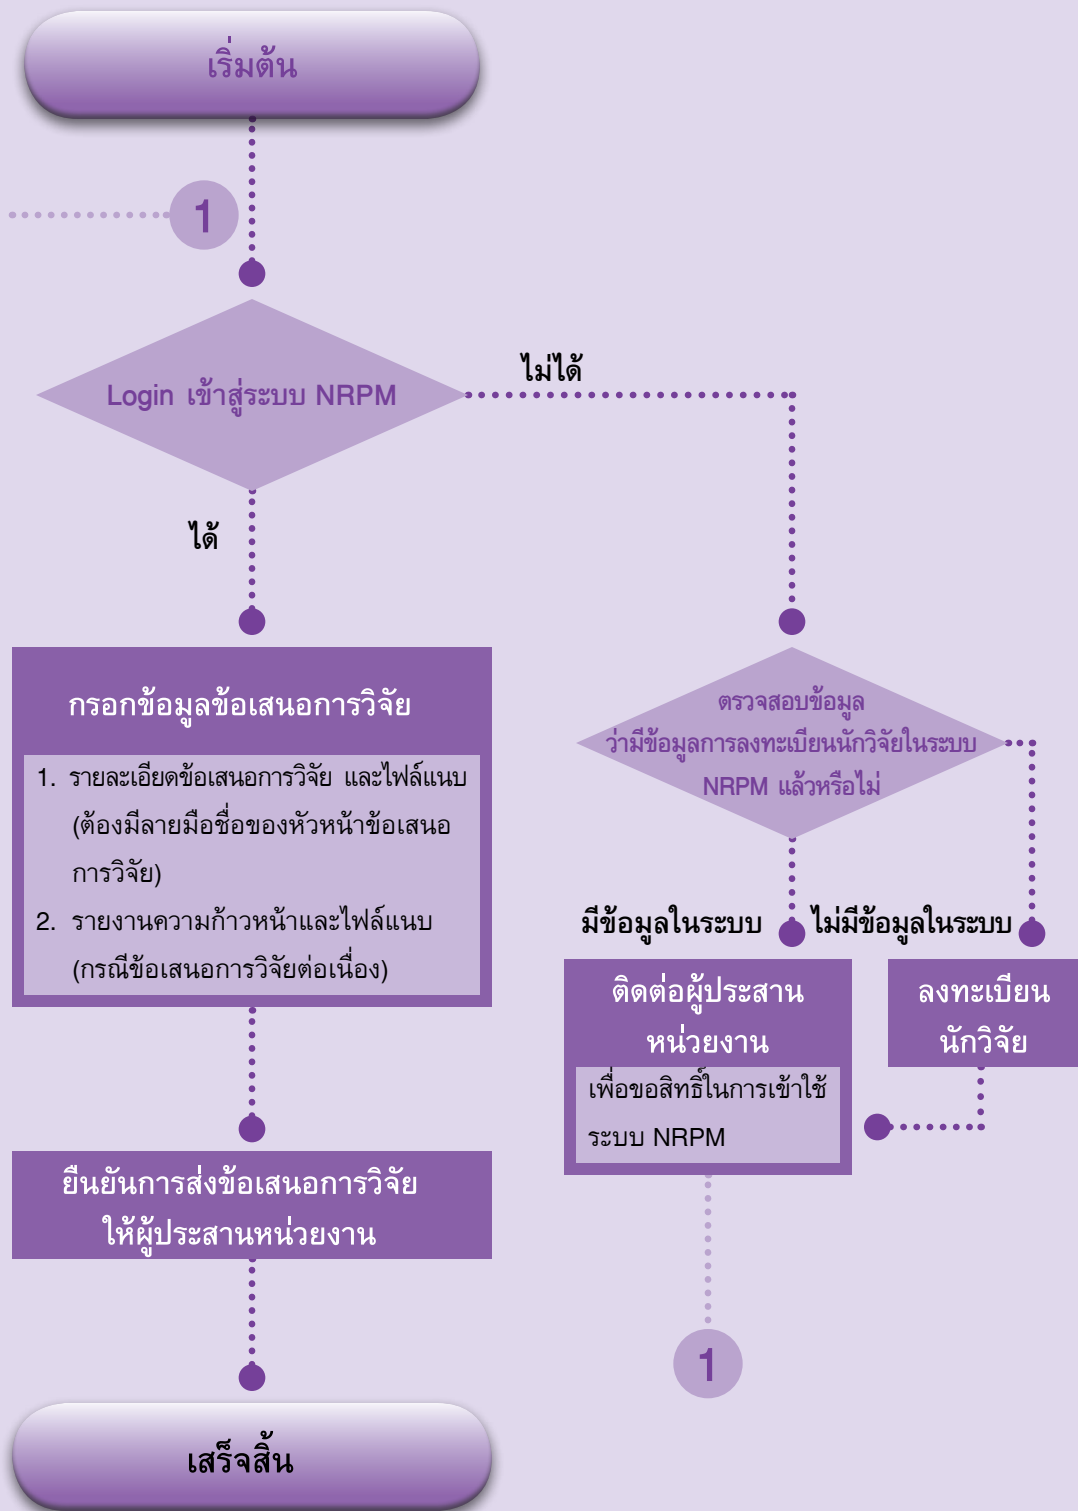 เริ่มต้น
1
Login เข้าสู่ระบบ NRPM
ไม่ได้
ได้
กรอกข้อมูลข้อเสนอการวิจัย
1. รายละเอียดข้อเสนอการวิจัย และไฟล์แนบ
(ต้องมีลายมือชื่อของหัวหน้าข้อเสนอ
การวิจัย)
2. รายงานความก้าวหน้าและไฟล์แนบ
(กรณีข้อเสนอการวิจัยต่อเนื่อง)
ยืนยันการส่งข้อเสนอการวิจัย
ให้ผู้ประสานหน่วยงาน
เสร็จสิ้น
ตรวจสอบข้อมูล
ว่ามีข้อมูลการลงทะเบียนนักวิจัยในระบบ
NRPM แล้วหรือไม่
มีข้อมูลในระบบ
ไม่มีข้อมูลในระบบ
ติดต่อผู้ประสาน
หน่วยงาน
เพื่อขอสิทธิ์ในการเข้าใช้
ระบบ NRPM
ลงทะเบียน
นักวิจัย
1